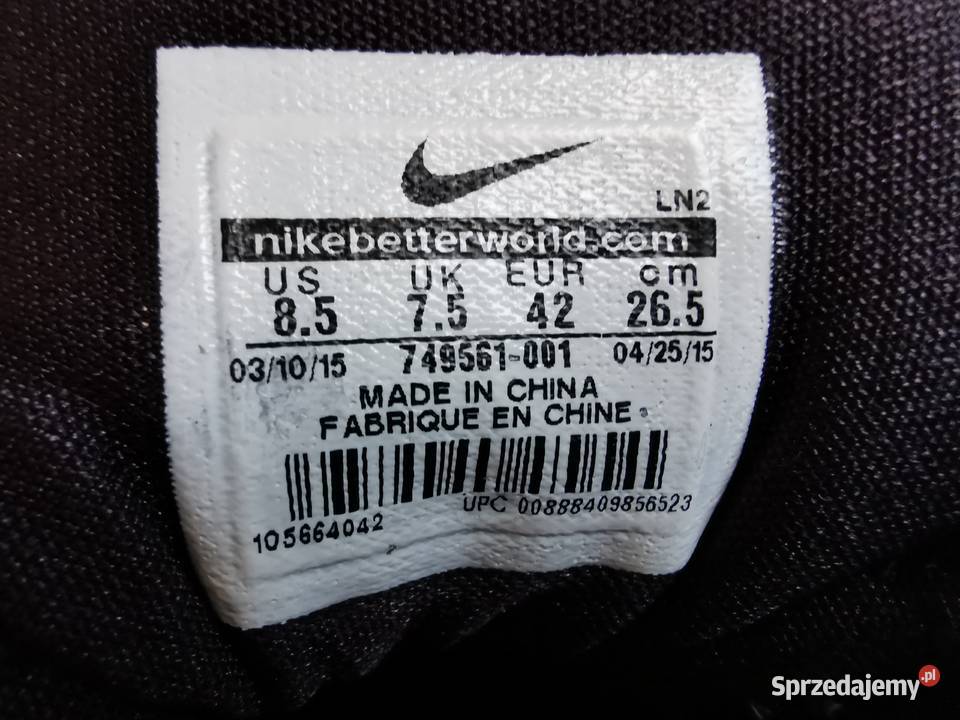 LN2
nikebetterworld.com
US UK EUR cm
8.5 7.5 42 26.5
03/10/15 749561-001 04/25/15
MADE IN CHINA
FABRIQUE EN CHINE
UPC 00888409856523
105664042
Sprzedajemy.pl